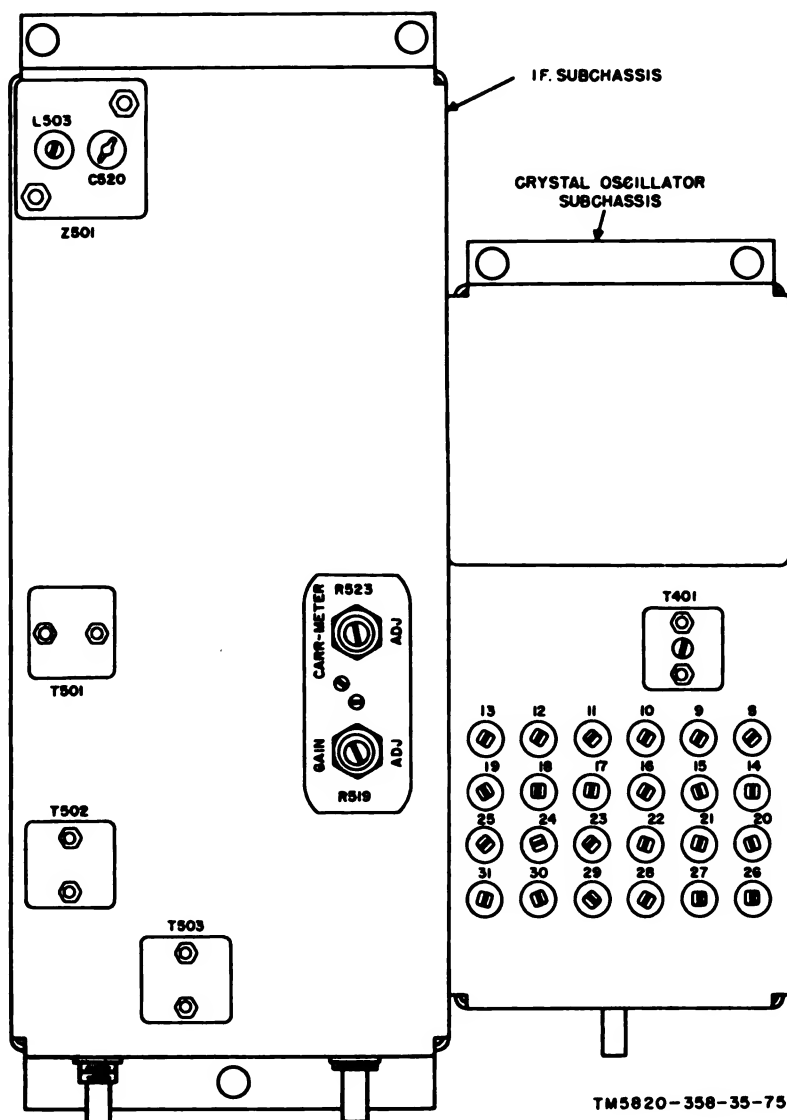 I.F. SUBCHASSIS
L503
C520
Z501
CRYSTAL OSCILLATOR
SUBCHASSIS
R523
CARR-METER
ADJ
GAIN
ADJ
R519
T501
T502
T503
T401
13 12 11 10 9 8
19 18 17 16 15 14
25 24 23 22 21 20
31 30 29 28 27 26
TM5820-358-35-75